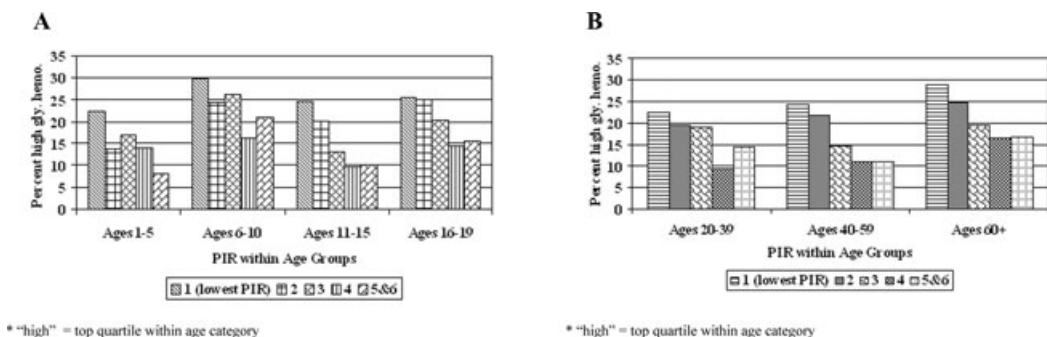 A
Percent high gly. hemo.
35
30
25
20
15
10
5
0
Ages 1-5 Ages 6-10 Ages 11-15 Ages 16-19
PIR within Age Groups
1 (lowest PIR) 2 3 4 5&6
* “high” = top quartile within age category
B
Percent high gly. hemo.
35
30
25
20
15
10
5
0
Ages 20-39 Ages 40-59 Ages 60+
PIR within Age Groups
1 (lowest PIR) 2 3 4 5&6
* “high” = top quartile within age category